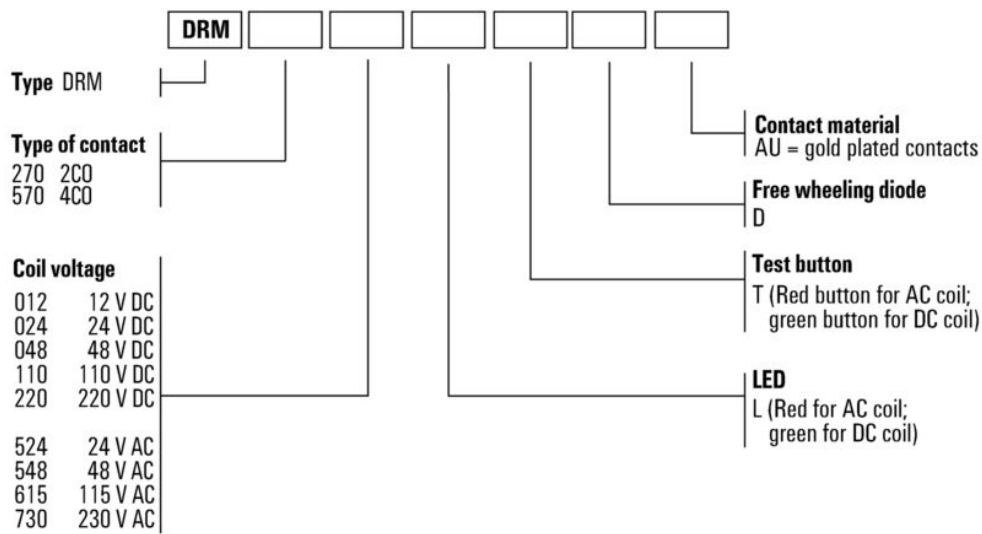 DRM
Type DRM
Type of contact
270 2CO
570 4CO
Coil voltage
012 12 V DC
024 24 V DC
048 48 V DC
110 110 V DC
220 220 V DC
524 24 V AC
548 48 V AC
615 115 V AC
730 230 V AC
Contact material
AU = gold plated contacts
Free wheeling diode
D
Test button
T (Red button for AC coil;
green button for DC coil)
LED
L (Red for AC coil;
green for DC coil)